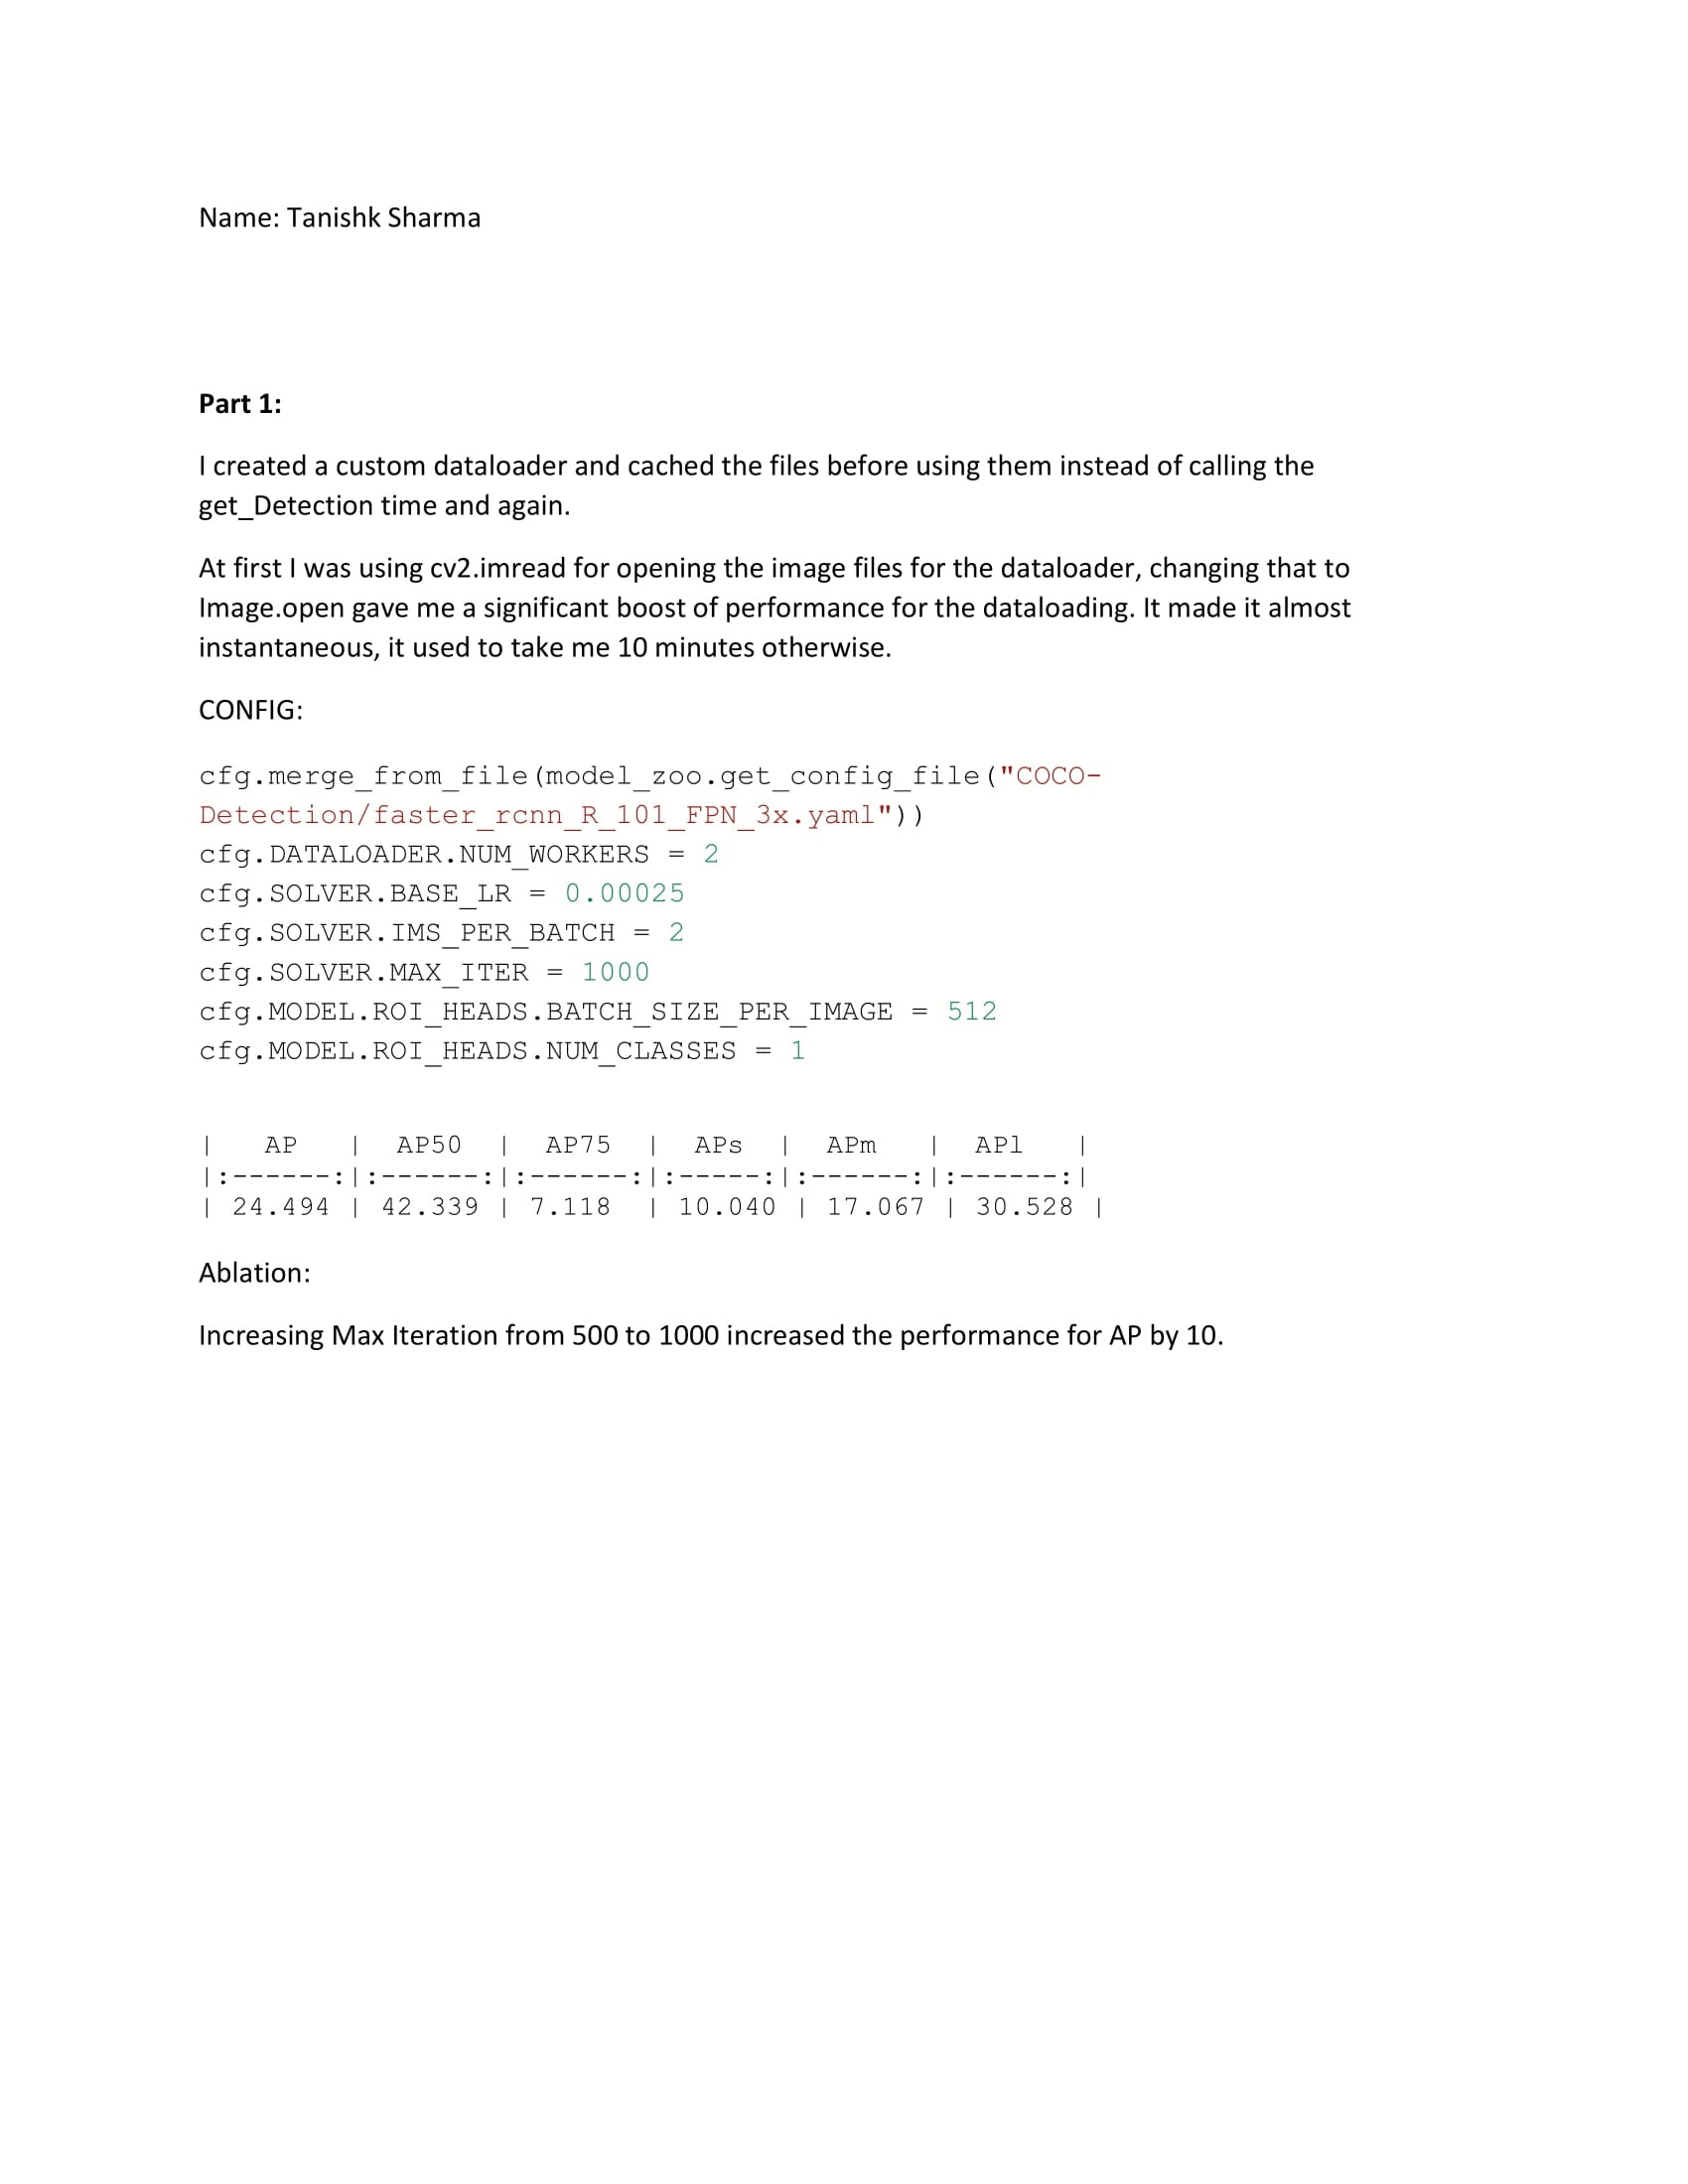 Name: Tanishk Sharma
Part 1:
I created a custom dataloader and cached the files before using them instead of calling the
get_Detection time and again.
At first I was using cv2.imread for opening the image files for the dataloader, changing that to
Image.open gave me a significant boost of performance for the dataloading. It made it almost
instantaneous, it used to take me 10 minutes otherwise.
CONFIG:
cfg.merge_from_file(model_zoo.get_config_file("COCO-
Detection/faster_rcnn_R_101_FPN_3x.yaml"))
cfg.DATALOADER.NUM_WORKERS = 2
cfg.SOLVER.BASE_LR = 0.00025
cfg.SOLVER.IMS_PER_BATCH = 2
cfg.SOLVER.MAX_ITER = 1000
cfg.MODEL.ROI_HEADS.BATCH_SIZE_PER_IMAGE = 512
cfg.MODEL.ROI_HEADS.NUM_CLASSES = 1
|   AP   |  AP50  |  AP75  |  APs  |  APm   |  APl   |
|:------:|:------:|:------:|:-----:|:------:|:------:|
| 24.494 | 42.339 | 7.118  | 10.040 | 17.067 | 30.528 |
Ablation:
Increasing Max Iteration from 500 to 1000 increased the performance for AP by 10.